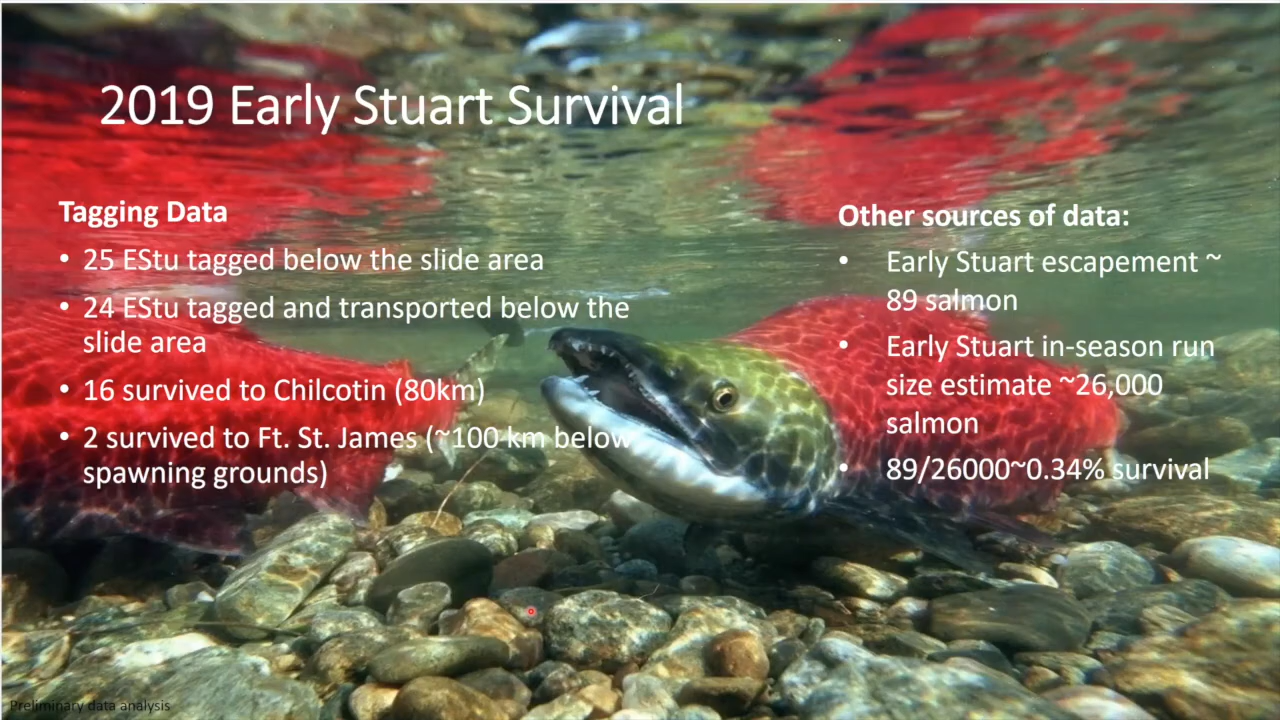 2019 Early Stuart Survival
Tagging Data
• 25 EStu tagged below the slide area
• 24 EStu tagged and transported below the
slide area
• 16 survived to Chilcotin (80km)
• 2 survived to Ft. St. James (~100 km below
spawning grounds)
Other sources of data:
• Early Stuart escapement ~
89 salmon
• Early Stuart in-season run
size estimate ~26,000
salmon
• 89/26000~0.34% survival
Preliminary data analysis